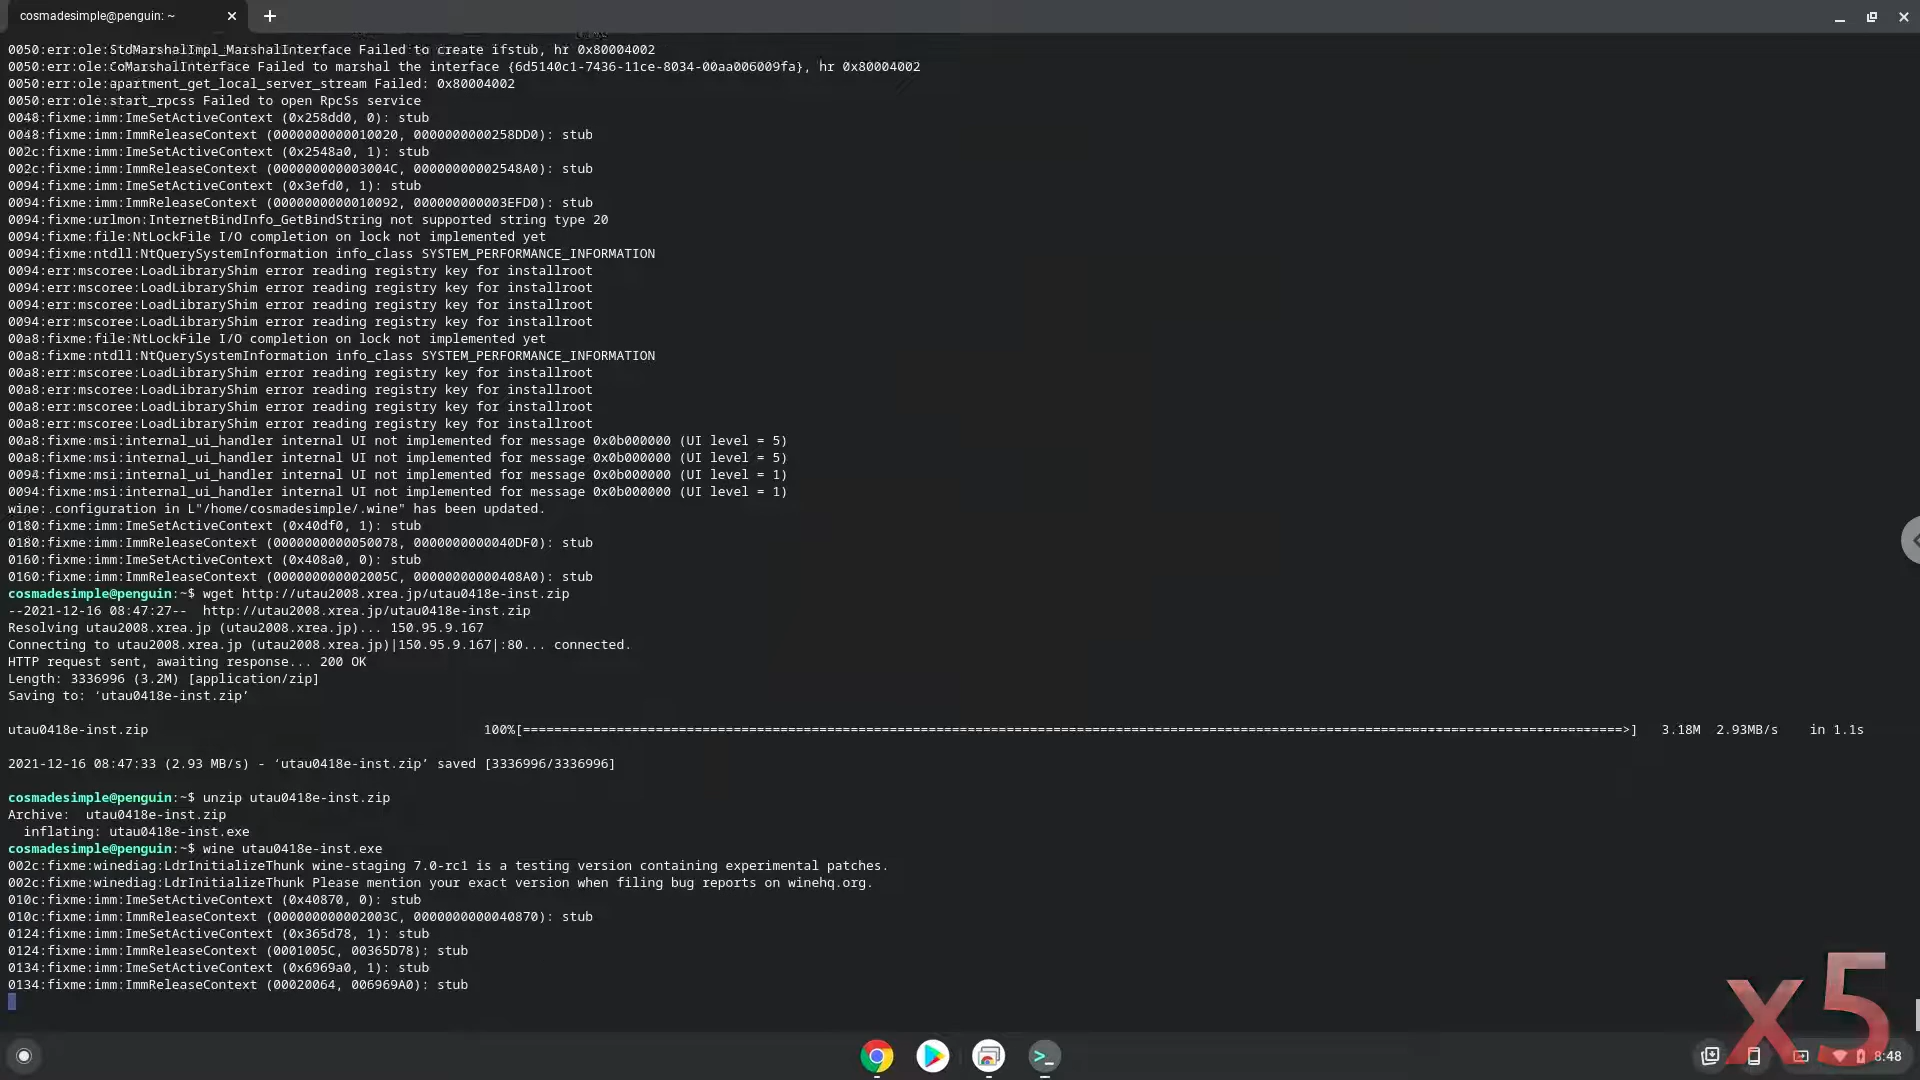 cosmadesimple@penguin: ~
0050:err:ole:StdMarshalImpl_MarshalInterface Failed to create ifstub, hr 0x80004002
0050:err:ole:CoMarshalInterface Failed to marshal the interface {6d5140c1-7436-11ce-8034-00aa006009fa}, hr 0x80004002
0050:err:ole:apartment_get_local_server_stream Failed: 0x80004002
0050:err:ole:start_rpcss Failed to open RpcSs service
0048:fixme:imm:ImeSetActiveContext (0x258dd0, 0): stub
0048:fixme:imm:ImmReleaseContext (0000000000010020, 0000000000258DD0): stub
002c:fixme:imm:ImeSetActiveContext (0x2548a0, 1): stub
002c:fixme:imm:ImmReleaseContext (000000000003004C, 00000000002548A0): stub
0094:fixme:imm:ImeSetActiveContext (0x3efd0, 1): stub
0094:fixme:imm:ImmReleaseContext (0000000000010092, 000000000003EFD0): stub
0094:fixme:urlmon:InternetBindInfo_GetBindString not supported string type 20
0094:fixme:file:NtLockFile I/O completion on lock not implemented yet
0094:fixme:ntdll:NtQuerySystemInformation info_class SYSTEM_PERFORMANCE_INFORMATION
0094:err:mscoree:LoadLibraryShim error reading registry key for installroot
0094:err:mscoree:LoadLibraryShim error reading registry key for installroot
0094:err:mscoree:LoadLibraryShim error reading registry key for installroot
0094:err:mscoree:LoadLibraryShim error reading registry key for installroot
00a8:fixme:file:NtLockFile I/O completion on lock not implemented yet
00a8:fixme:ntdll:NtQuerySystemInformation info_class SYSTEM_PERFORMANCE_INFORMATION
00a8:err:mscoree:LoadLibraryShim error reading registry key for installroot
00a8:err:mscoree:LoadLibraryShim error reading registry key for installroot
00a8:err:mscoree:LoadLibraryShim error reading registry key for installroot
00a8:err:mscoree:LoadLibraryShim error reading registry key for installroot
00a8:fixme:msi:internal_ui_handler internal UI not implemented for message 0x0b000000 (UI level = 5)
00a8:fixme:msi:internal_ui_handler internal UI not implemented for message 0x0b000000 (UI level = 5)
0094:fixme:msi:internal_ui_handler internal UI not implemented for message 0x0b000000 (UI level = 1)
0094:fixme:msi:internal_ui_handler internal UI not implemented for message 0x0b000000 (UI level = 1)
wine: configuration in L"/home/cosmadesimple/.wine" has been updated.
0180:fixme:imm:ImeSetActiveContext (0x40df0, 1): stub
0180:fixme:imm:ImmReleaseContext (0000000000050078, 0000000000040DF0): stub
0160:fixme:imm:ImeSetActiveContext (0x408a0, 0): stub
0160:fixme:imm:ImmReleaseContext (000000000002005C, 00000000000408A0): stub
cosmadesimple@penguin:~$ wget http://utau2008.xrea.jp/utau0418e-inst.zip
--2021-12-16 08:47:27--  http://utau2008.xrea.jp/utau0418e-inst.zip
Resolving utau2008.xrea.jp (utau2008.xrea.jp)... 150.95.9.167
Connecting to utau2008.xrea.jp (utau2008.xrea.jp)|150.95.9.167|:80... connected.
HTTP request sent, awaiting response... 200 OK
Length: 3336996 (3.2M) [application/zip]
Saving to: ‘utau0418e-inst.zip’
utau0418e-inst.zip 100%[===================================================>] 3.18M 2.93MB/s in 1.1s
2021-12-16 08:47:33 (2.93 MB/s) - ‘utau0418e-inst.zip’ saved [3336996/3336996]
cosmadesimple@penguin:~$ unzip utau0418e-inst.zip
Archive:  utau0418e-inst.zip
inflating: utau0418e-inst.exe
cosmadesimple@penguin:~$ wine utau0418e-inst.exe
002c:fixme:winediag:LdrInitializeThunk wine-staging 7.0-rc1 is a testing version containing experimental patches.
002c:fixme:winediag:LdrInitializeThunk Please mention your exact version when filing bug reports on winehq.org.
010c:fixme:imm:ImeSetActiveContext (0x40870, 0): stub
010c:fixme:imm:ImmReleaseContext (000000000002003C, 0000000000040870): stub
0124:fixme:imm:ImeSetActiveContext (0x365d78, 1): stub
0124:fixme:imm:ImmReleaseContext (0001005C, 00365D78): stub
0134:fixme:imm:ImeSetActiveContext (0x6969a0, 1): stub
0134:fixme:imm:ImmReleaseContext (00020064, 006969A0): stub
x5
8:48